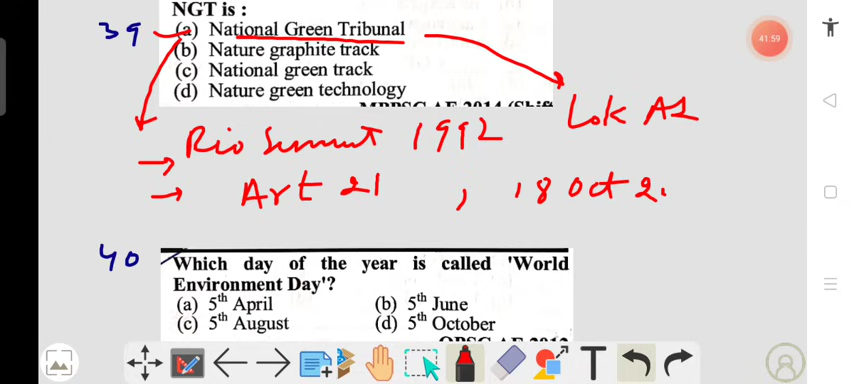 NGT is :
39 (a) National Green Tribunal
(b) Nature graphite track
(c) National green track
(d) Nature green technology
Lok A
→ Rio Summit 1992
→ Art 21 , 18 Oct 2
40 Which day of the year is called 'World
Environment Day'?
(a) 5th April (b) 5th June
(c) 5th August (d) 5th October
41:59
T